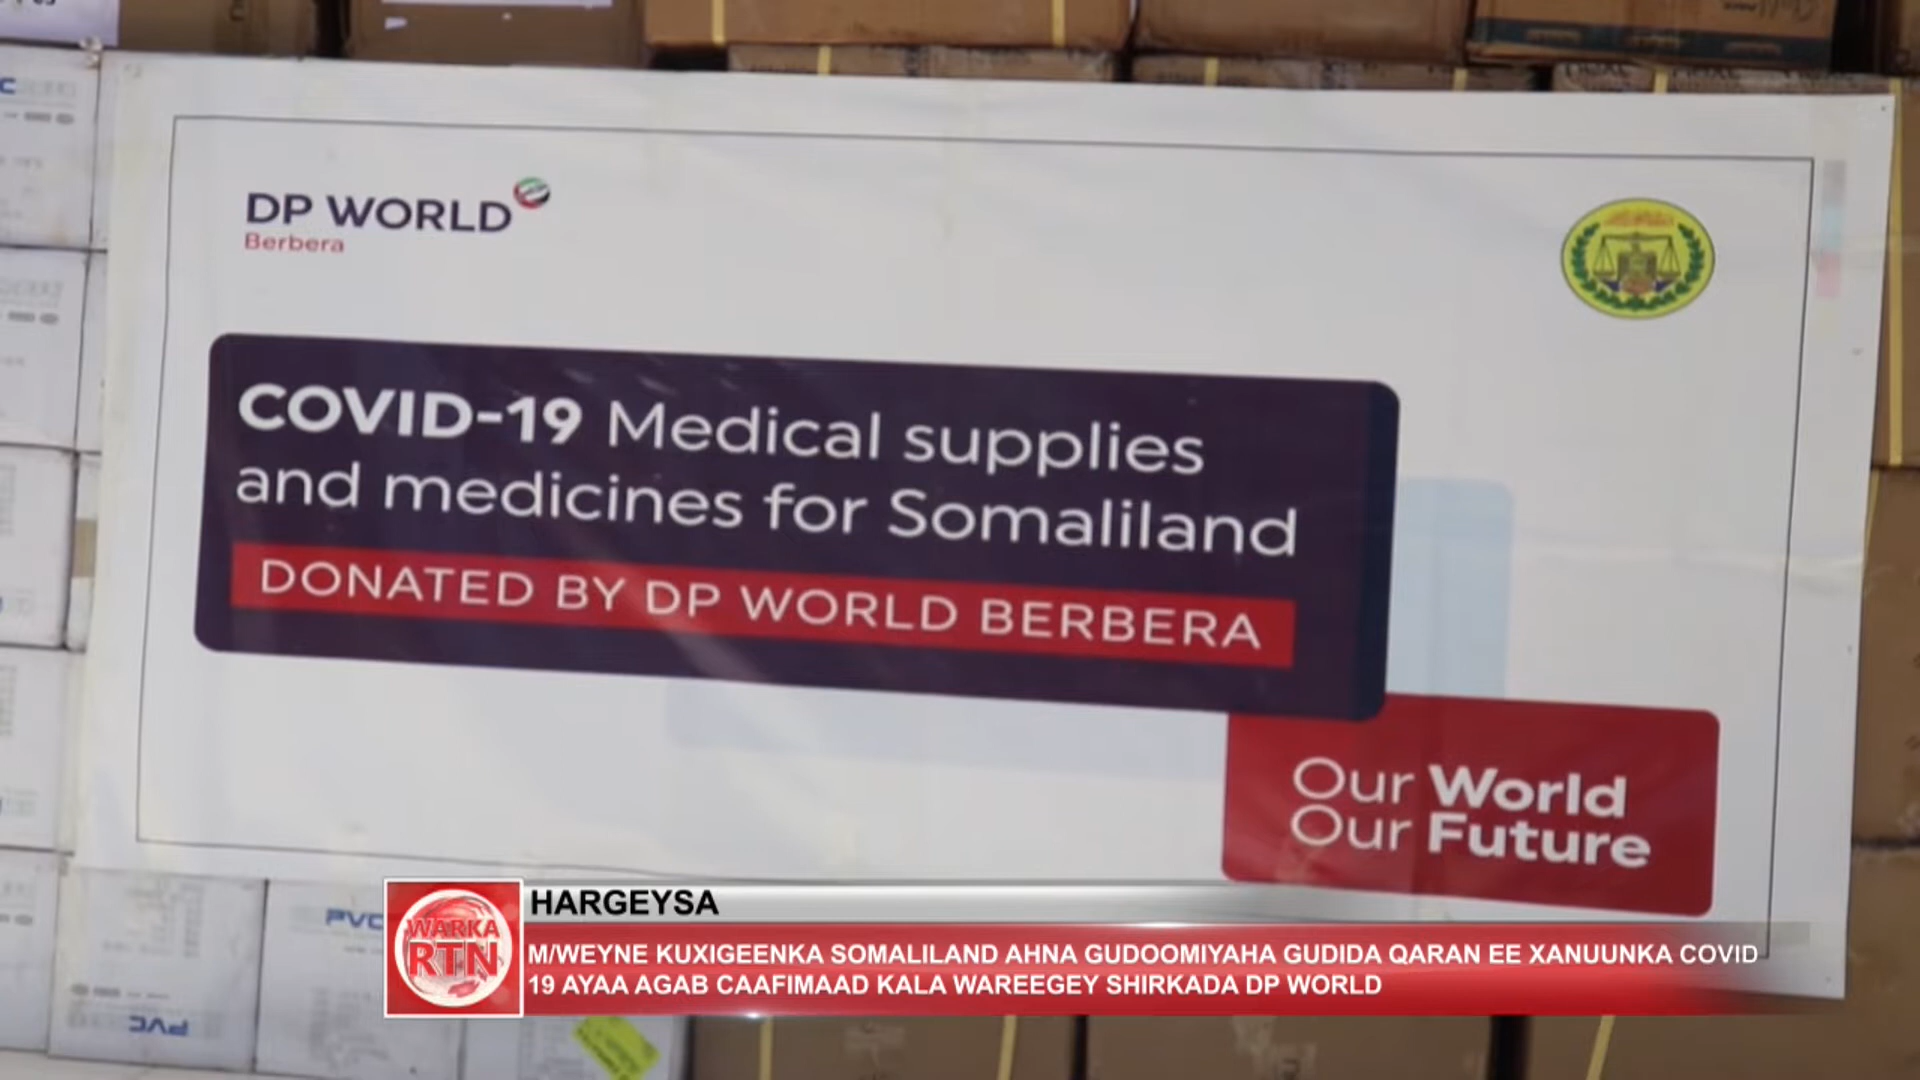 DP WORLD
Berbera
COVID-19 Medical supplies
and medicines for Somaliland
DONATED BY DP WORLD BERBERA
Our World
Our Future
PVC
PVC
WARKA
RTN
HARGEYSA
M/WEYNE KUXIGEENKA SOMALILAND AHNA GUDOOMIYAHA GUDIDA QARAN EE XANUUNKA COVID
19 AYAA AGAB CAAFIMAAD KALA WAREEGEY SHIRKADA DP WORLD